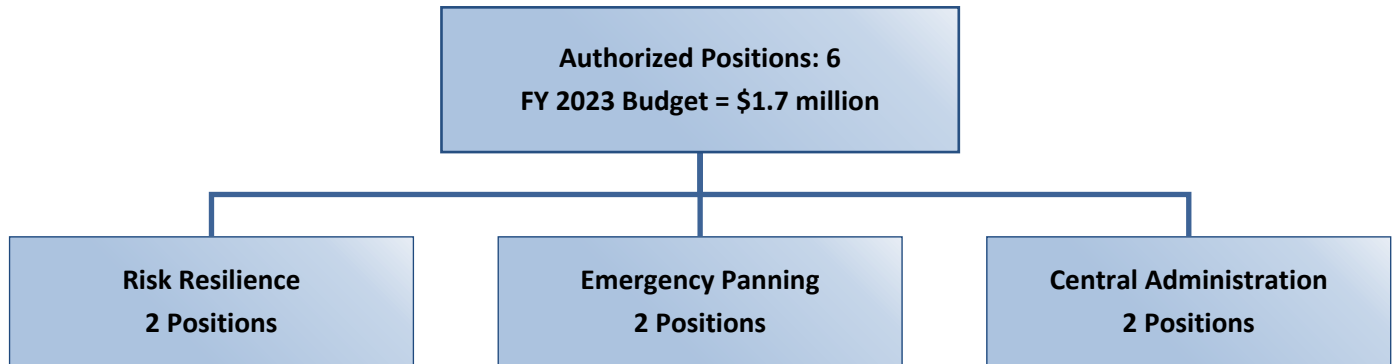 Authorized Positions: 6
FY 2023 Budget = $1.7 million
Risk Resilience
2 Positions
Emergency Panning
2 Positions
Central Administration
2 Positions